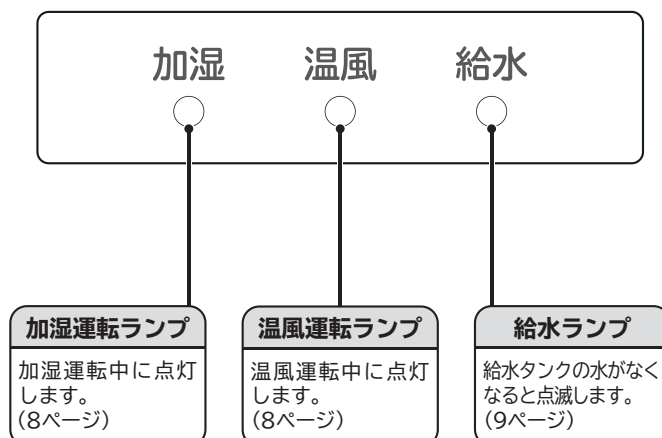 加湿 温風 給水
加湿運転ランプ
加湿運転中に点灯
します。
(8ページ)
温風運転ランプ
温風運転中に点灯
します。
(8ページ)
給水ランプ
給水タンクの水がなく
なると点滅します。
(9ページ)